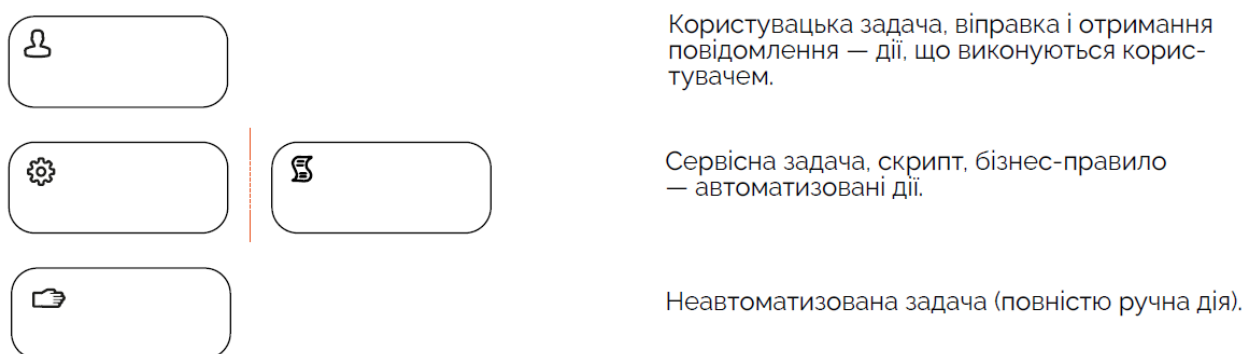 Користувацька задача, віправка і отримання
повідомлення — дії, що виконуються корис-
тувачем.
Сервісна задача, скрипт, бізнес-правило
— автоматизовані дії.
Неавтоматизована задача (повністю ручна дія).